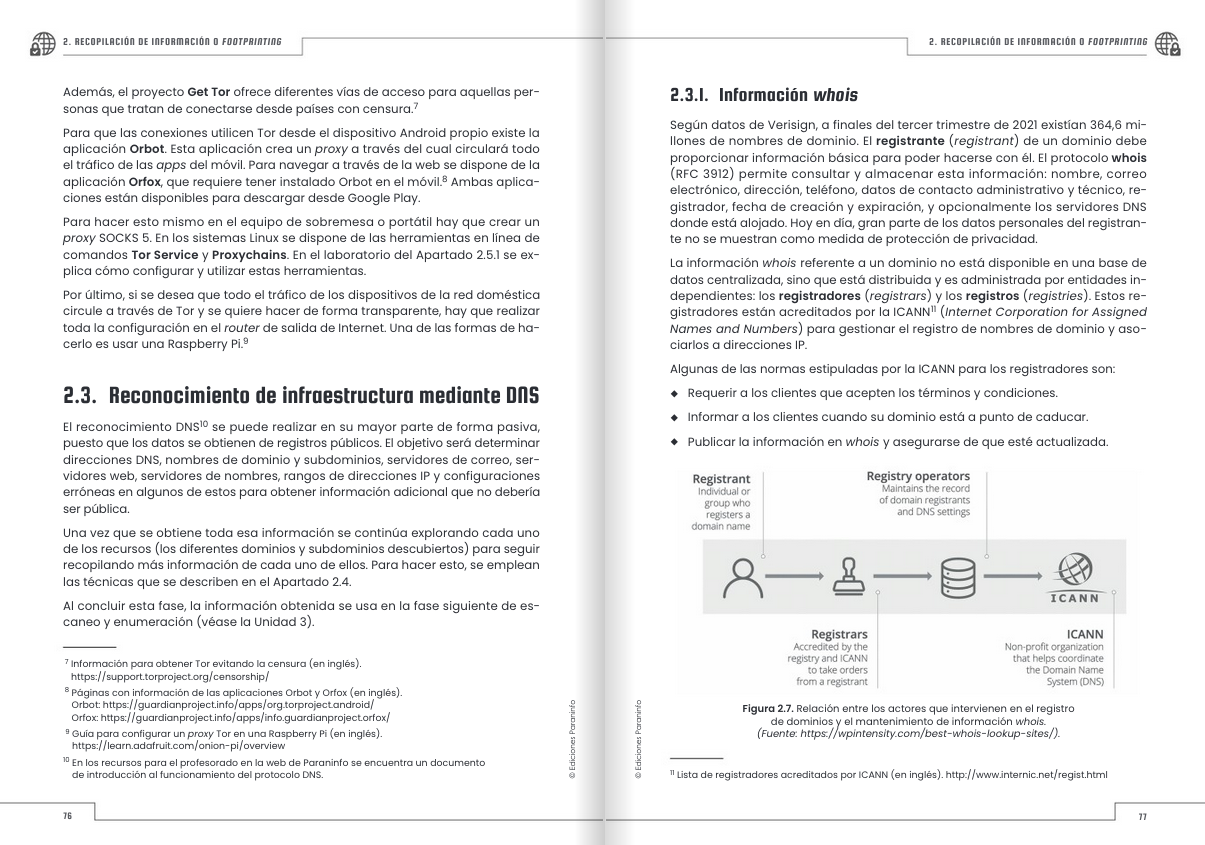 2. RECOPILACIÓN DE INFORMACIÓN O FOOTPRINTING
Además, el proyecto Get Tor ofrece diferentes vías de acceso para aquellas per-
sonas que tratan de conectarse desde países con censura.7
Para que las conexiones utilicen Tor desde el dispositivo Android propio existe la
aplicación Orbot. Esta aplicación crea un proxy a través del cual circulará todo
el tráfico de las apps del móvil. Para navegar a través de la web se dispone de la
aplicación Orfox, que requiere tener instalado Orbot en el móvil.8 Ambas aplica-
ciones están disponibles para descargar desde Google Play.
Para hacer esto mismo en el equipo de sobremesa o portátil hay que crear un
proxy SOCKS 5. En los sistemas Linux se dispone de las herramientas en línea de
comandos Tor Service y Proxychains. En el laboratorio del Apartado 2.5.1 se ex-
plica cómo configurar y utilizar estas herramientas.
Por último, si se desea que todo el tráfico de los dispositivos de la red doméstica
circule a través de Tor y se quiere hacer de forma transparente, hay que realizar
toda la configuración en el router de salida de Internet. Una de las formas de ha-
cerlo es usar una Raspberry Pi.9
2.3. Reconocimiento de infraestructura mediante DNS
El reconocimiento DNS10 se puede realizar en su mayor parte de forma pasiva,
puesto que los datos se obtienen de registros públicos. El objetivo será determinar
direcciones DNS, nombres de dominio y subdominios, servidores de correo, ser-
vidores web, servidores de nombres, rangos de direcciones IP y configuraciones
erróneas en algunos de estos para obtener información adicional que no debería
ser pública.
Una vez que se obtiene toda esa información se continúa explorando cada uno
de los recursos (los diferentes dominios y subdominios descubiertos) para seguir
recopilando más información de cada uno de ellos. Para hacer esto, se emplean
las técnicas que se describen en el Apartado 2.4.
Al concluir esta fase, la información obtenida se usa en la fase siguiente de es-
caneo y enumeración (véase la Unidad 3).
7 Información para obtener Tor evitando la censura (en inglés).
https://support.torproject.org/censorship/
8 Páginas con información de las aplicaciones Orbot y Orfox (en inglés).
Orbot: https://guardianproject.info/apps/org.torproject.android/
Orfox: https://guardianproject.info/apps/info.guardianproject.orfox/
9 Guía para configurar un proxy Tor en una Raspberry Pi (en inglés).
https://learn.adafruit.com/onion-pi/overview
10 En los recursos para el profesorado en la web de Paraninfo se encuentra un documento
de introducción al funcionamiento del protocolo DNS.
© Ediciones Paraninfo
76
2. RECOPILACIÓN DE INFORMACIÓN O FOOTPRINTING
2.3.1. Información whois
Según datos de Verisign, a finales del tercer trimestre de 2021 existían 364,6 mi-
llones de nombres de dominio. El registrante (registrant) de un dominio debe
proporcionar información básica para poder hacerse con él. El protocolo whois
(RFC 3912) permite consultar y almacenar esta información: nombre, correo
electrónico, dirección, teléfono, datos de contacto administrativo y técnico, re-
gistrador, fecha de creación y expiración, y opcionalmente los servidores DNS
donde está alojado. Hoy en día, gran parte de los datos personales del registran-
te no se muestran como medida de protección de privacidad.
La información whois referente a un dominio no está disponible en una base de
datos centralizada, sino que está distribuida y es administrada por entidades in-
dependientes: los registradores (registrars) y los registros (registries). Estos re-
gistradores están acreditados por la ICANN11 (Internet Corporation for Assigned
Names and Numbers) para gestionar el registro de nombres de dominio y aso-
ciarlos a direcciones IP.
Algunas de las normas estipuladas por la ICANN para los registradores son:
◆ Requerir a los clientes que acepten los términos y condiciones.
◆ Informar a los clientes cuando su dominio está a punto de caducar.
◆ Publicar la información en whois y asegurarse de que esté actualizada.
Registrant
Individual or
group who
registers a
domain name
Registry operators
Maintains the record
of domain registrants
and DNS settings
ICANN
Registrars
Accredited by the
registry and ICANN
to take orders
from a registrant
ICANN
Non-profit organization
that helps coordinate
the Domain Name
System (DNS)
Figura 2.7. Relación entre los actores que intervienen en el registro
de dominios y el mantenimiento de información whois.
(Fuente: https://wpintensity.com/best-whois-lookup-sites/).
11 Lista de registradores acreditados por ICANN (en inglés). http://www.internic.net/regist.html
© Ediciones Paraninfo
77